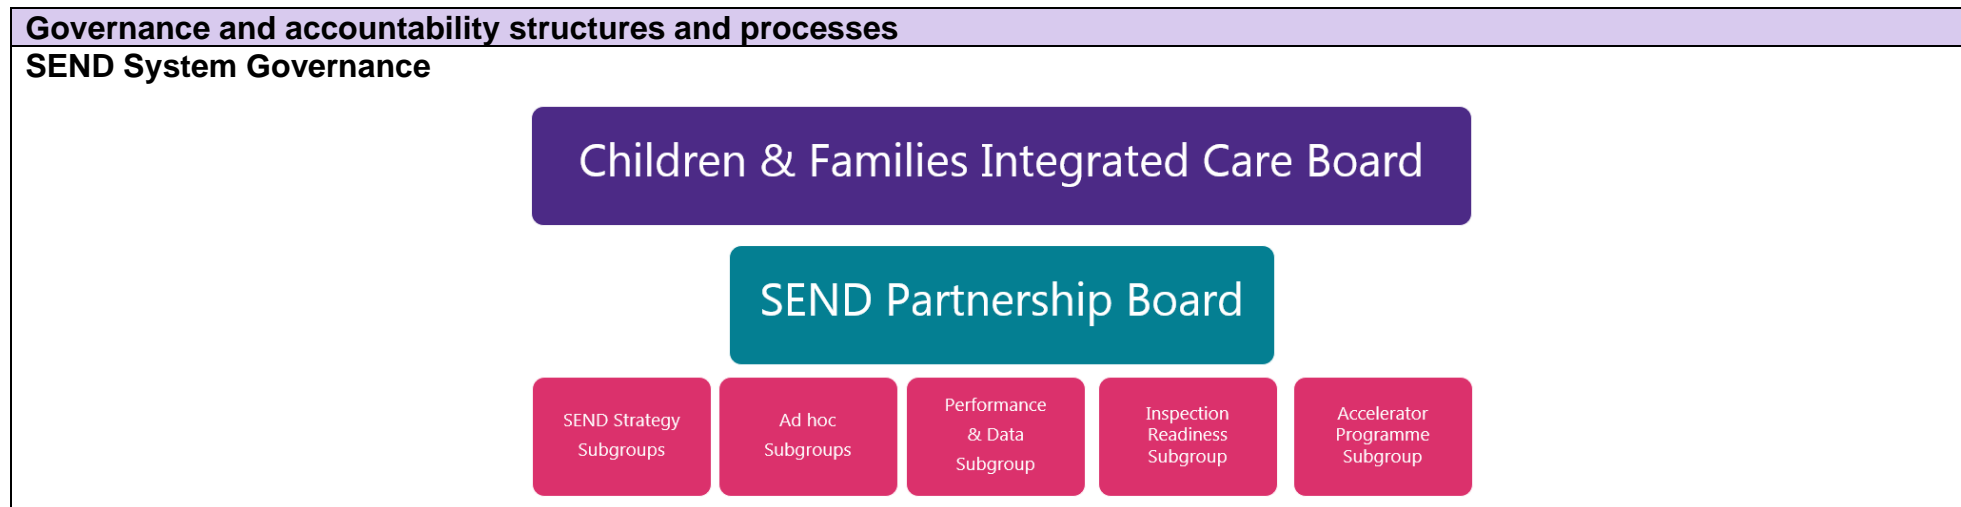 Governance and accountability structures and processes
SEND System Governance
Children & Families Integrated Care Board
SEND Partnership Board
SEND Strategy
Subgroups
Ad hoc
Subgroups
Performance
& Data
Subgroup
Inspection
Readiness
Subgroup
Accelerator
Programme
Subgroup